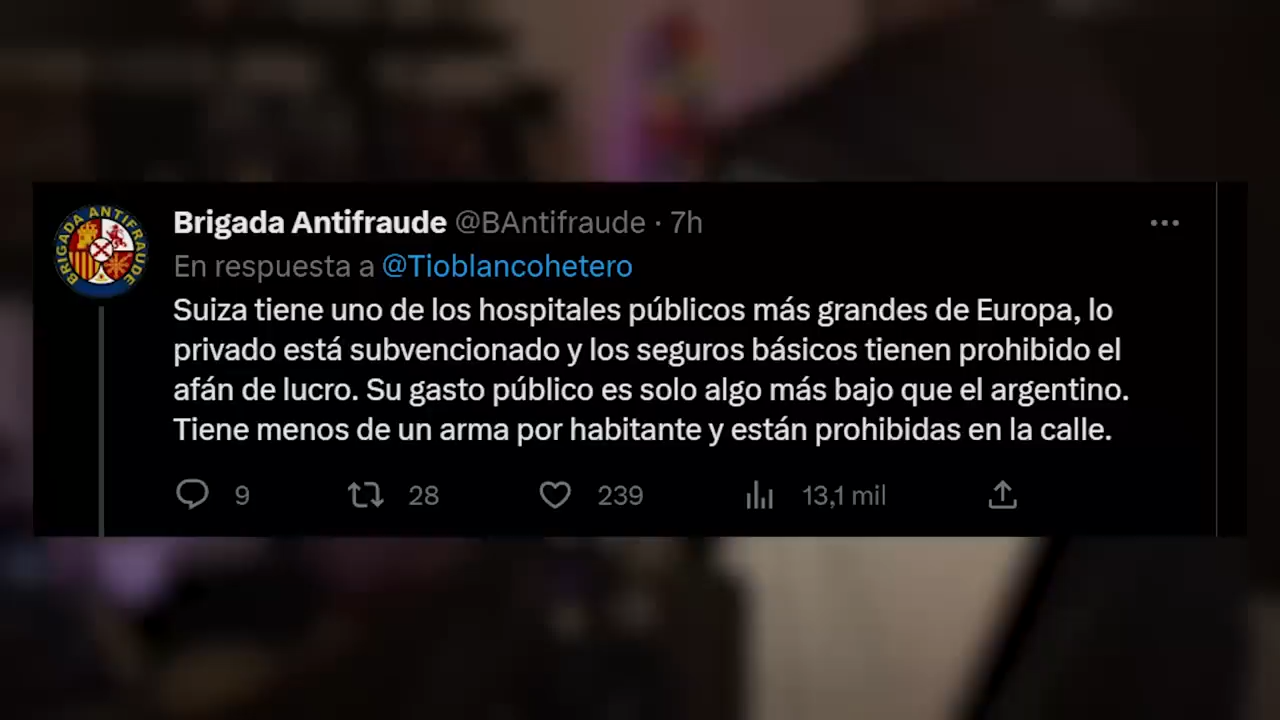 Brigada Antifraude @BAntifraude · 7h
En respuesta a @Tioblancohetero
Suiza tiene uno de los hospitales públicos más grandes de Europa, lo
privado está subvencionado y los seguros básicos tienen prohibido el
afán de lucro. Su gasto público es solo algo más bajo que el argentino.
Tiene menos de un arma por habitante y están prohibidas en la calle.
9 28 239 13,1 mil
BRIGADA ANTIFRAUDE